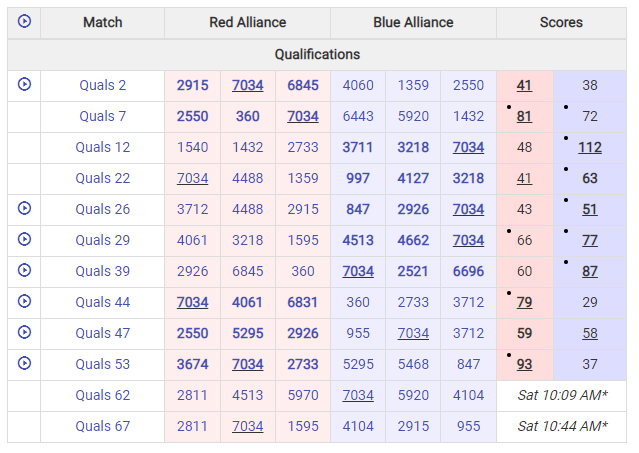 Match Red Alliance Blue Alliance Scores
Qualifications
Quals 2 2915 7034 6845 4060 1359 2550 41 38
Quals 7 2550 360 7034 6443 5920 1432 81 72
Quals 12 1540 1432 2733 3711 3218 7034 48 112
Quals 22 7034 4488 1359 997 4127 3218 41 63
Quals 26 3712 4488 2915 847 2926 7034 43 51
Quals 29 4061 3218 1595 4513 4662 7034 66 77
Quals 39 2926 6845 360 7034 2521 6696 60 87
Quals 44 7034 4061 6831 360 2733 3712 79 29
Quals 47 2550 5295 2926 955 7034 3712 59 58
Quals 53 3674 7034 2733 5295 5468 847 93 37
Quals 62 2811 4513 5970 7034 5920 4104 Sat 10:09 AM*
Quals 67 2811 7034 1595 4104 2915 955 Sat 10:44 AM*